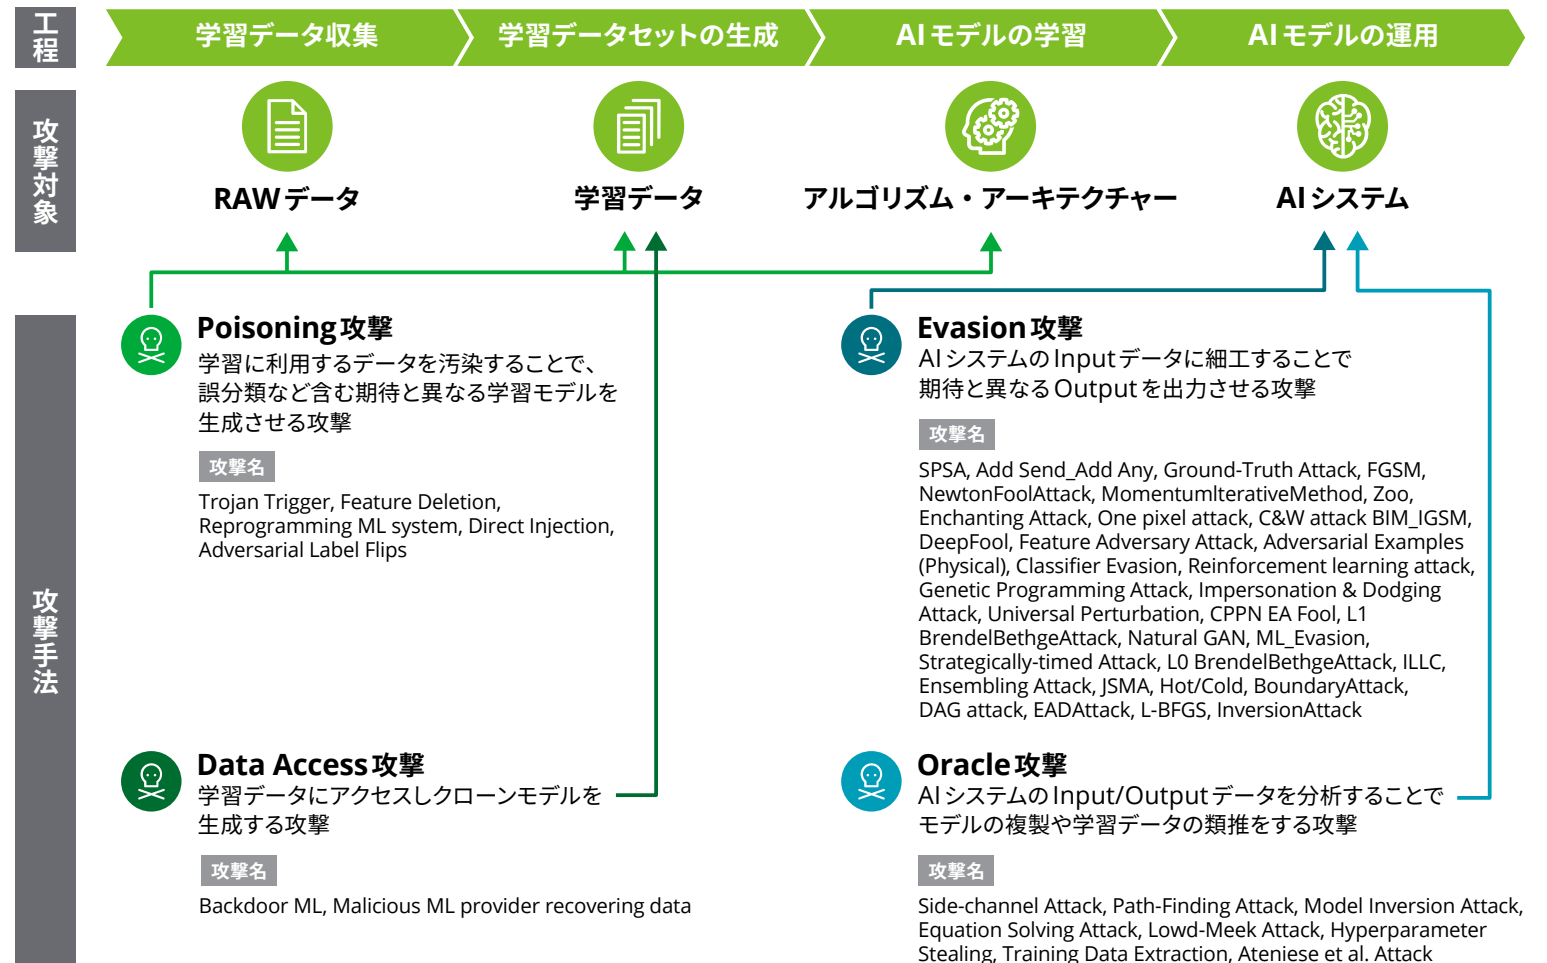 工程
学習データ収集
学習データセットの生成
AIモデルの学習
AIモデルの運用
攻撃対象
RAWデータ
学習データ
アルゴリズム・アーキテクチャー
AIシステム
攻撃手法
Poisoning攻撃
学習に利用するデータを汚染することで、
誤分類など含む期待と異なる学習モデルを
生成させる攻撃
攻撃名
Trojan Trigger, Feature Deletion,
Reprogramming ML system, Direct Injection,
Adversarial Label Flips
Data Access攻撃
学習データにアクセスしクローンモデルを
生成する攻撃
攻撃名
Backdoor ML, Malicious ML provider recovering data
Evasion攻撃
AIシステムのInputデータに細工することで
期待と異なるOutputを出力させる攻撃
攻撃名
SPSA, Add Send_Add Any, Ground-Truth Attack, FGSM,
NewtonFoolAttack, MomentumIterativeMethod, Zoo,
Enchanting Attack, One pixel attack, C&W attack BIM_IGSM,
DeepFool, Feature Adversary Attack, Adversarial Examples
(Physical), Classifier Evasion, Reinforcement learning attack,
Genetic Programming Attack, Impersonation & Dodging
Attack, Universal Perturbation, CPPN EA Fool, L1
BrendelBethgeAttack, Natural GAN, ML_Evasion,
Strategically-timed Attack, L0 BrendelBethgeAttack, ILLC,
Ensembling Attack, JSMA, Hot/Cold, BoundaryAttack,
DAG attack, EADAttack, L-BFGS, InversionAttack
Oracle攻撃
AIシステムのInput/Outputデータを分析することで
モデルの複製や学習データの類推をする攻撃
攻撃名
Side-channel Attack, Path-Finding Attack, Model Inversion Attack,
Equation Solving Attack, Lowd-Meek Attack, Hyperparameter
Stealing, Training Data Extraction, Ateniese et al. Attack